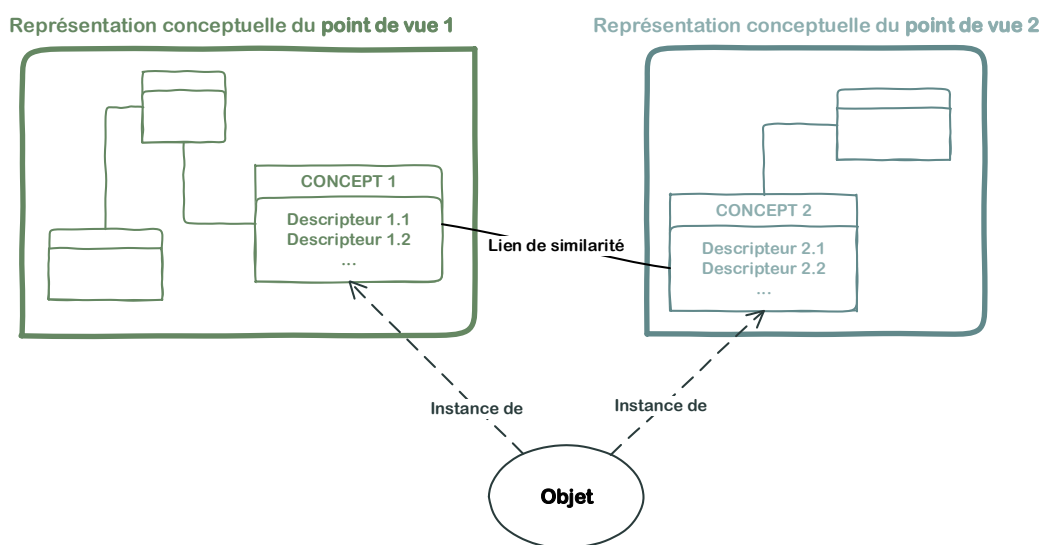 Représentation conceptuelle du point de vue 1
Représentation conceptuelle du point de vue 2
CONCEPT 1
Descripteur 1.1
Descripteur 1.2
...
Lien de similarité
CONCEPT 2
Descripteur 2.1
Descripteur 2.2
...
Instance de
Instance de
Objet